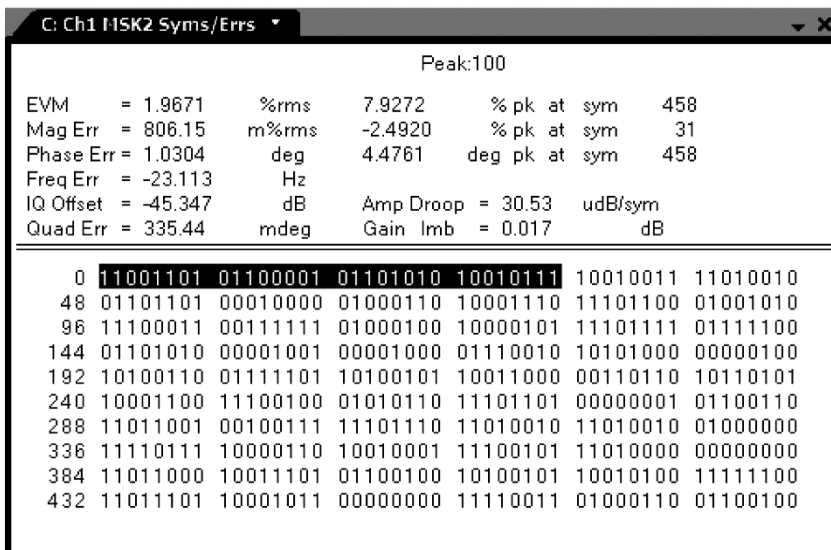 C: Ch1 MSK2 Syms/Errs
Peak:100
EVM = 1.9671 %rms 7.9272 % pk at sym 458
Mag Err = 806.15 m%rms -2.4920 % pk at sym 31
Phase Err = 1.0304 deg 4.4761 deg pk at sym 458
Freq Err = -23.113 Hz
IQ Offset = -45.347 dB Amp Droop = 30.53 udB/sym
Quad Err = 335.44 mdeg Gain Imb = 0.017 dB
0 11001101 01100001 01101010 10010111 10010011 11010010
48 01101101 00010000 01000110 10001110 11101100 01001010
96 11100011 00111111 01000100 10000101 11101111 01111100
144 01101010 00001001 00001000 01110010 10101000 00000100
192 10100110 01111101 10100101 10011000 00110110 10110101
240 10001100 11100100 01010110 11101101 00000001 01100110
288 11011001 00100111 11101110 11010010 11010010 01000000
336 11110111 10000110 10010001 11100101 11010000 00000000
384 11011000 10011101 01100100 10100101 10010100 11111100
432 11011101 10001011 00000000 11110011 01000110 01100100